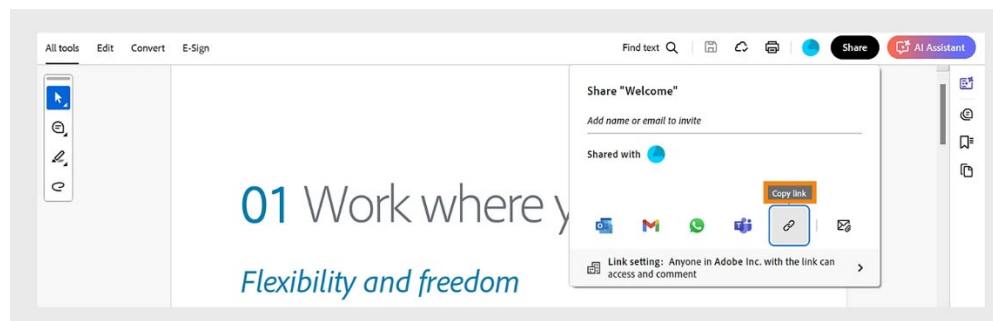 All tools Edit Convert E-Sign Find text Share AI Assistant
Share "Welcome"
Add name or email to invite
Shared with
Copy link
01 Work where y
Flexibility and freedom
Link setting: Anyone in Adobe Inc. with the link can
access and comment